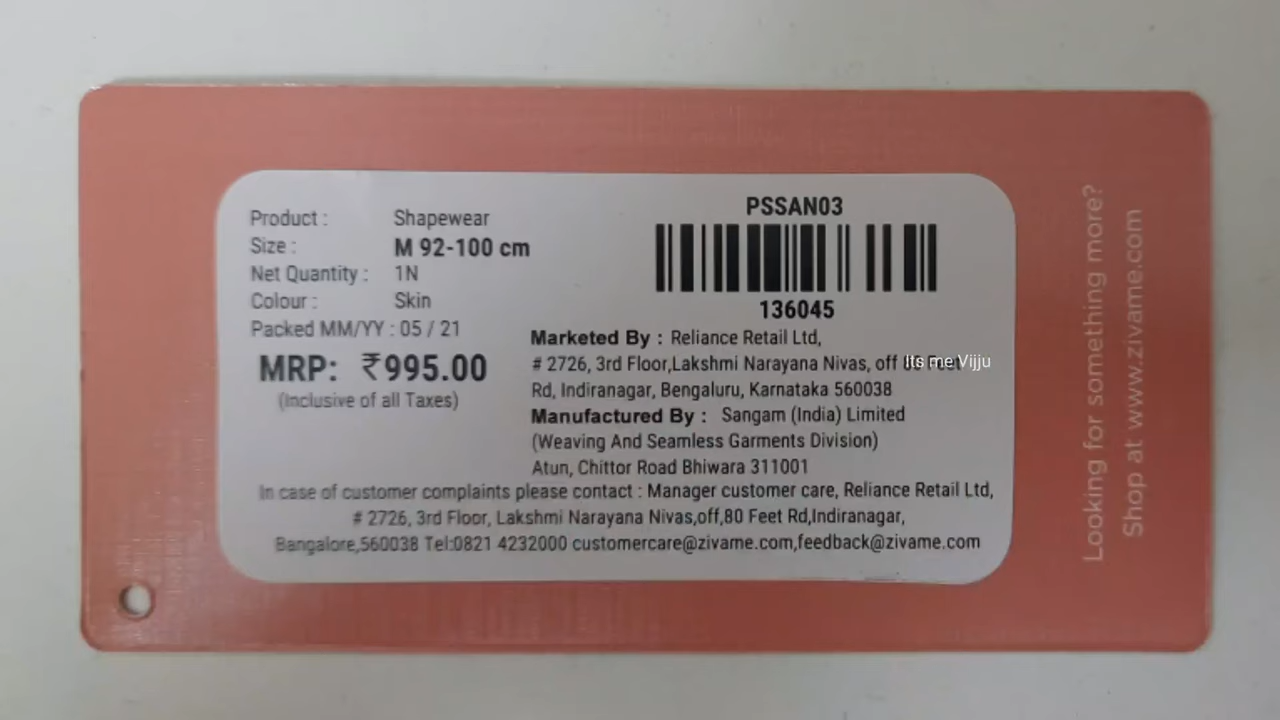 Product : Shapewear
Size : M 92-100 cm
Net Quantity : 1N
Colour : Skin
Packed MM/YY : 05 / 21
MRP: ₹995.00
(Inclusive of all Taxes)
PSSAN03
136045
Marketed By : Reliance Retail Ltd,
# 2726, 3rd Floor,Lakshmi Narayana Nivas, off 80 Feet
Rd, Indiranagar, Bengaluru, Karnataka 560038
Manufactured By : Sangam (India) Limited
(Weaving And Seamless Garments Division)
Atun, Chittor Road Bhiwara 311001
In case of customer complaints please contact : Manager customer care, Reliance Retail Ltd,
# 2726, 3rd Floor, Lakshmi Narayana Nivas,off,80 Feet Rd,Indiranagar,
Bangalore,560038 Tel:0821 4232000 customercare@zivame.com,feedback@zivame.com
Its me Vijju
Looking for something more?
Shop at www.zivame.com